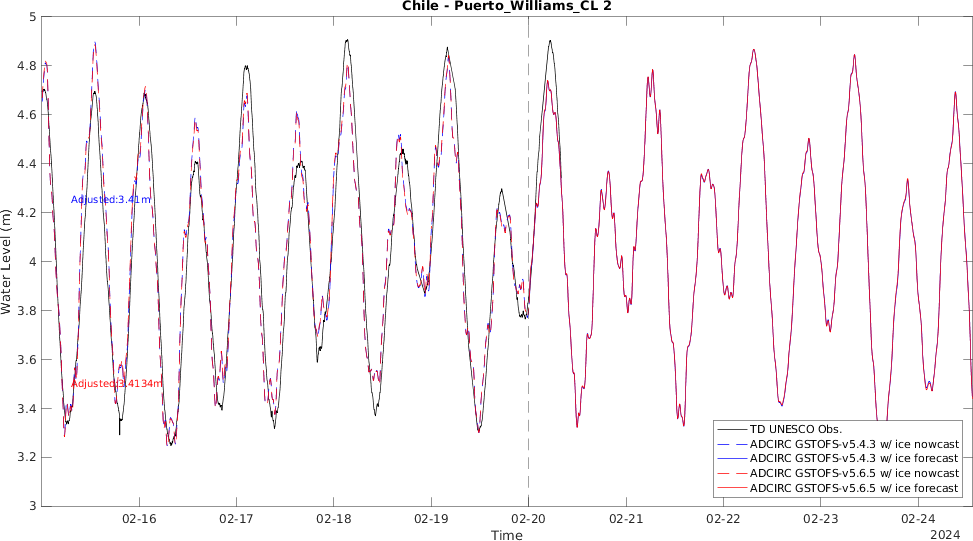 Chile - Puerto_Williams_CL 2
5
4.8
4.6
4.4
4.2
4
3.8
3.6
3.4
3.2
3
Water Level (m)
Adjusted:3.41m
Adjusted:3.4134m
TD UNESCO Obs.
ADCIRC GSTOFS-v5.4.3 w/ ice nowcast
ADCIRC GSTOFS-v5.4.3 w/ ice forecast
ADCIRC GSTOFS-v5.6.5 w/ ice nowcast
ADCIRC GSTOFS-v5.6.5 w/ ice forecast
02-16 02-17 02-18 02-19 02-20 02-21 02-22 02-23 02-24
Time
2024